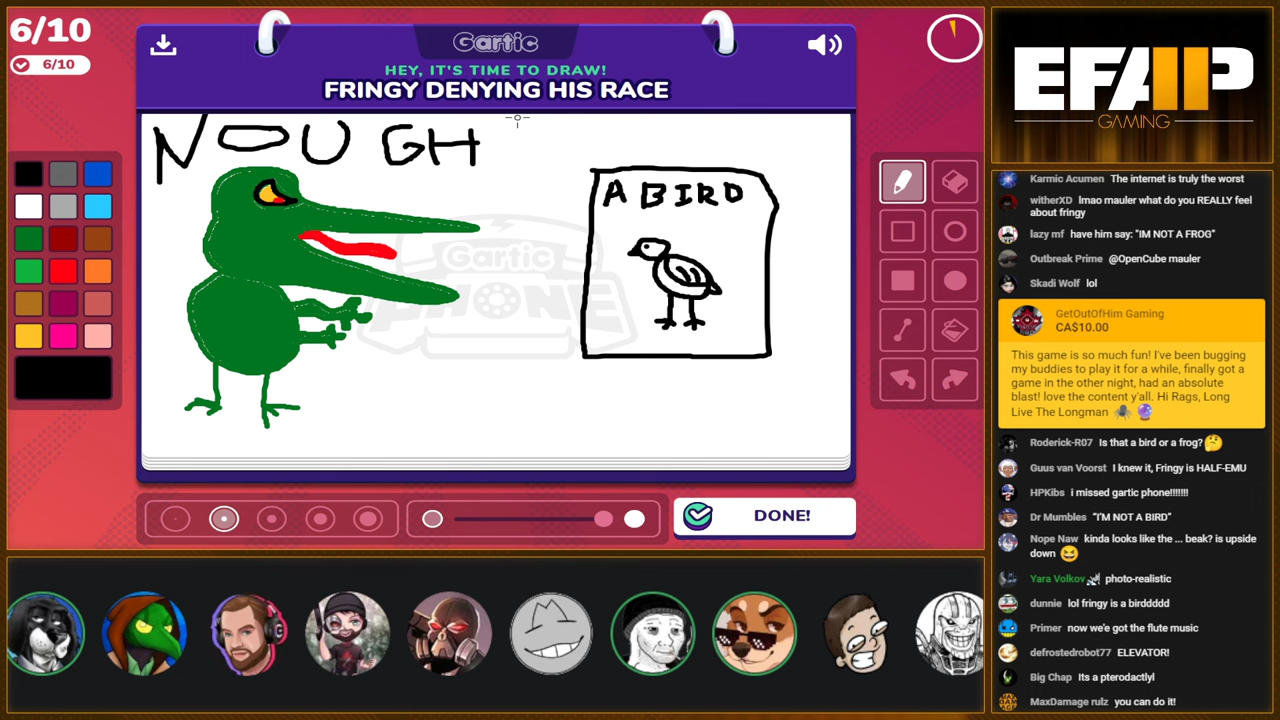 6/10
6/10
Gartic
HEY, IT'S TIME TO DRAW!
FRINGY DENYING HIS RACE
NOUGH
A BIRD
Gartic
PHONE
DONE!
EFAP
GAMING
Karmic Acumen The internet is truly the worst
witherXD lmao mauler what do you REALLY feel
about fringy
lazy mf have him say: "IM NOT A FROG"
Outbreak Prime @OpenCube mauler
Skadi Wolf lol
GetOutOfHim Gaming
CA$10.00
This game is so much fun! I've been bugging
my buddies to play it for a while, finally got a
game in the other night, had an absolute
blast! love the content y'all. Hi Rags, Long
Live The Longman 🕷 🔮
Roderick-R07 Is that a bird or a frog? 🤔
Guus van Voorst I knew it, Fringy is HALF-EMU
HPKibs i missed gartic phone!!!!!!!
Dr Mumbles “I'M NOT A BIRD”
Nope Naw kinda looks like the ... beak? is upside
down 😆
Yara Volkov photo-realistic
dunnie lol fringy is a birddddd
Primer now we'e got the flute music
defrostedrobot77 ELEVATOR!
Big Chap Its a pterodactyl
MaxDamage rulz you can do it!